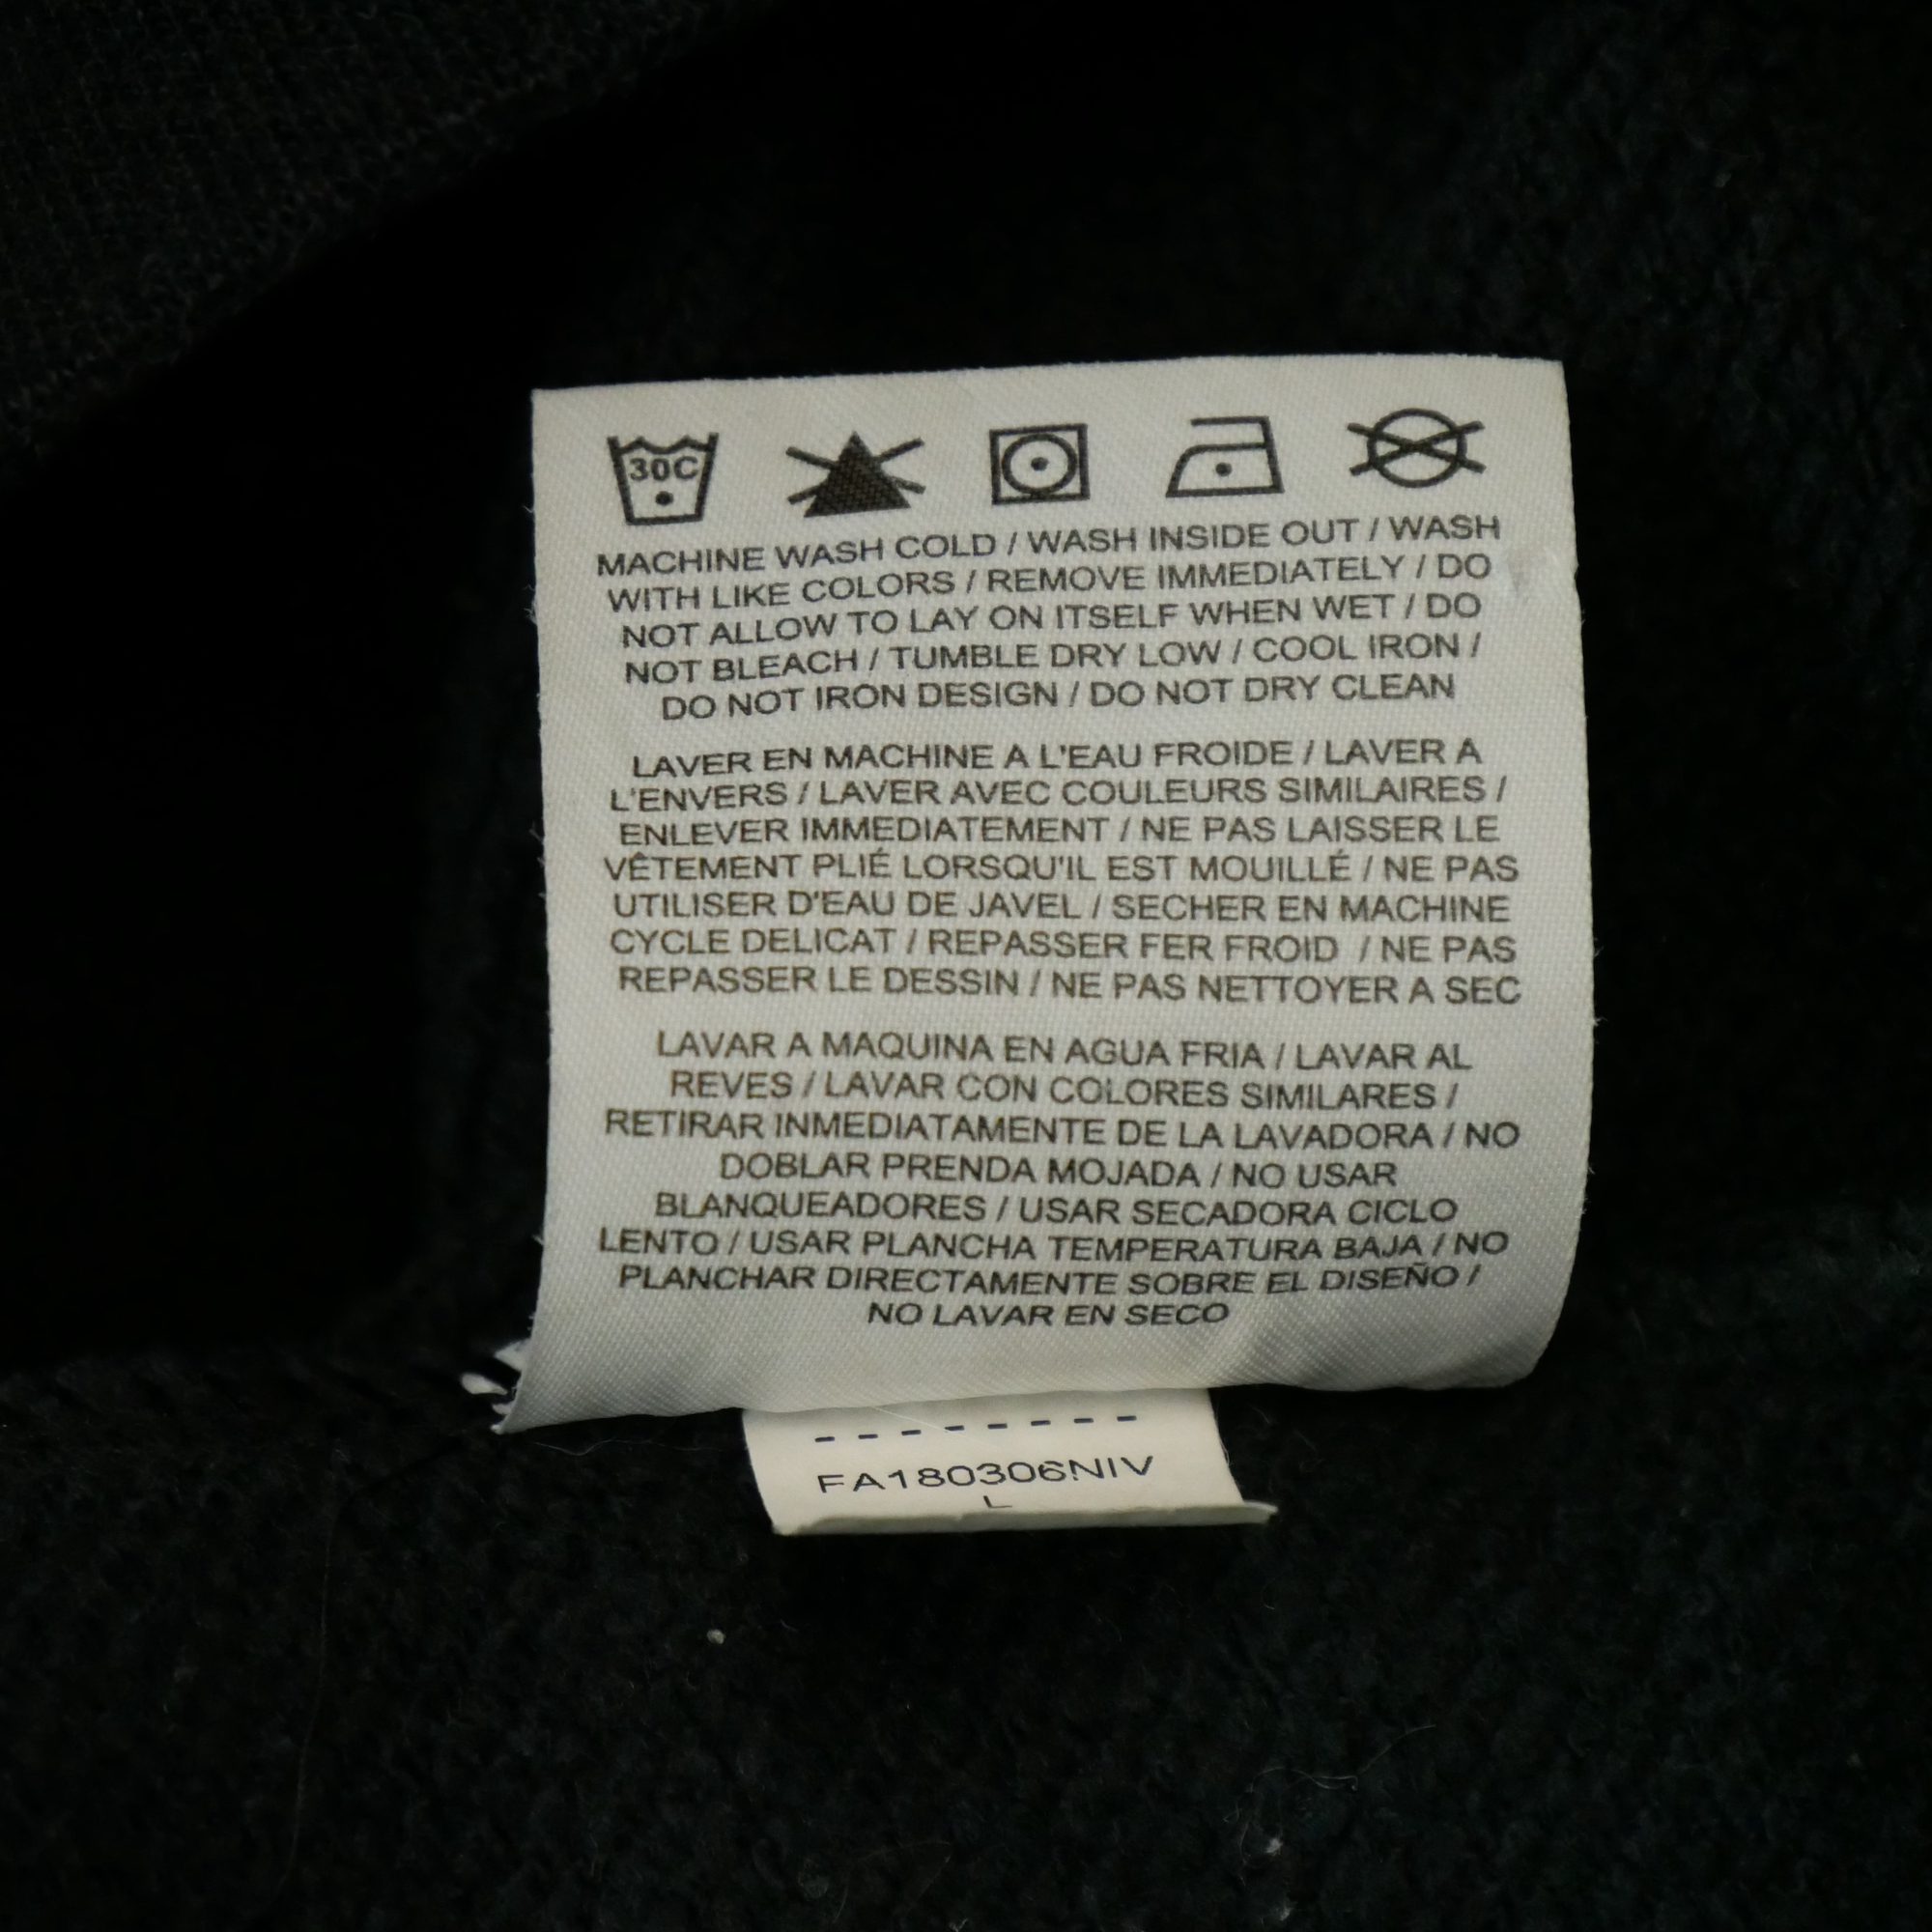 30C
MACHINE WASH COLD / WASH INSIDE OUT / WASH
WITH LIKE COLORS / REMOVE IMMEDIATELY / DO
NOT ALLOW TO LAY ON ITSELF WHEN WET / DO
NOT BLEACH / TUMBLE DRY LOW / COOL IRON /
DO NOT IRON DESIGN / DO NOT DRY CLEAN
LAVER EN MACHINE A L'EAU FROIDE / LAVER A
L'ENVERS / LAVER AVEC COULEURS SIMILAIRES /
ENLEVER IMMEDIATEMENT / NE PAS LAISSER LE
VÊTEMENT PLIÉ LORSQU'IL EST MOUILLÉ / NE PAS
UTILISER D'EAU DE JAVEL / SECHER EN MACHINE
CYCLE DELICAT / REPASSER FER FROID / NE PAS
REPASSER LE DESSIN / NE PAS NETTOYER A SEC
LAVAR A MAQUINA EN AGUA FRIA / LAVAR AL
REVES / LAVAR CON COLORES SIMILARES /
RETIRAR INMEDIATAMENTE DE LA LAVADORA / NO
DOBLAR PRENDA MOJADA / NO USAR
BLANQUEADORES / USAR SECADORA CICLO
LENTO / USAR PLANCHA TEMPERATURA BAJA / NO
PLANCHAR DIRECTAMENTE SOBRE EL DISEÑO /
NO LAVAR EN SECO
- - - - - - - -
FA180306NIV
L